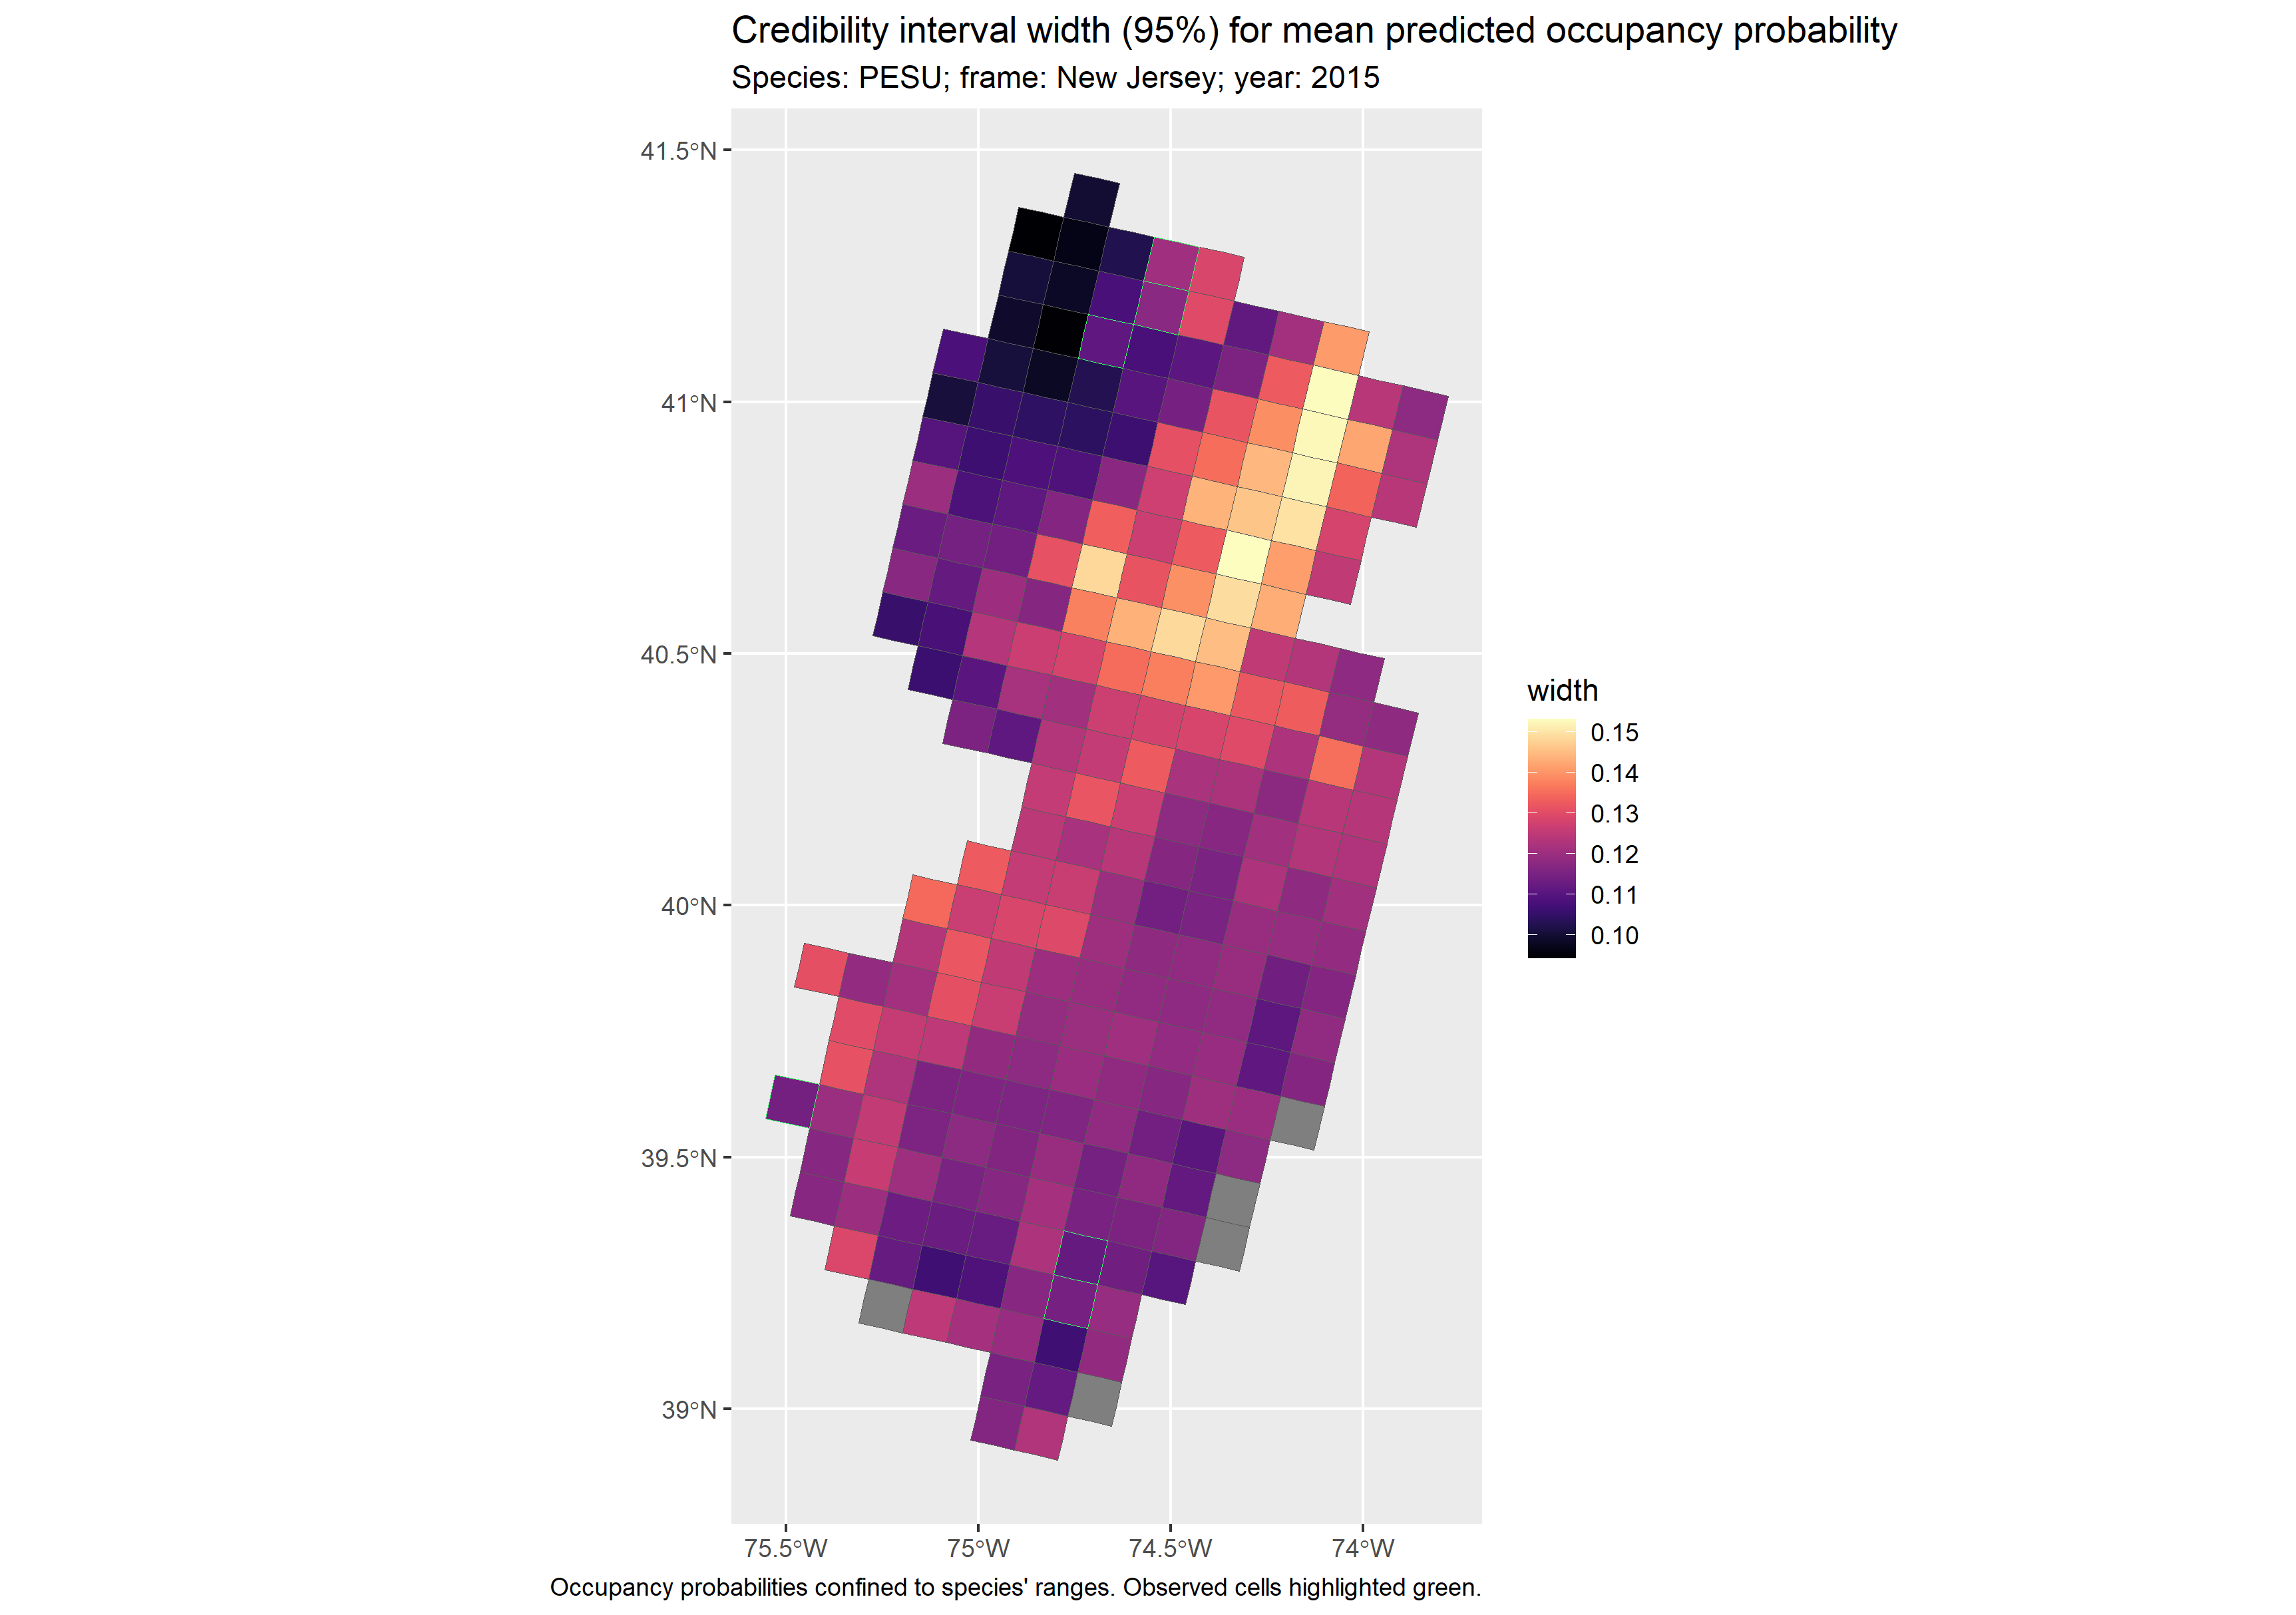 Credibility interval width (95%) for mean predicted occupancy probability
Species: PESU; frame: New Jersey; year: 2015
41.5°N
41°N
40.5°N
40°N
39.5°N
39°N
75.5°W
75°W
74.5°W
74°W
width
0.15
0.14
0.13
0.12
0.11
0.10
Occupancy probabilities confined to species' ranges. Observed cells highlighted green.